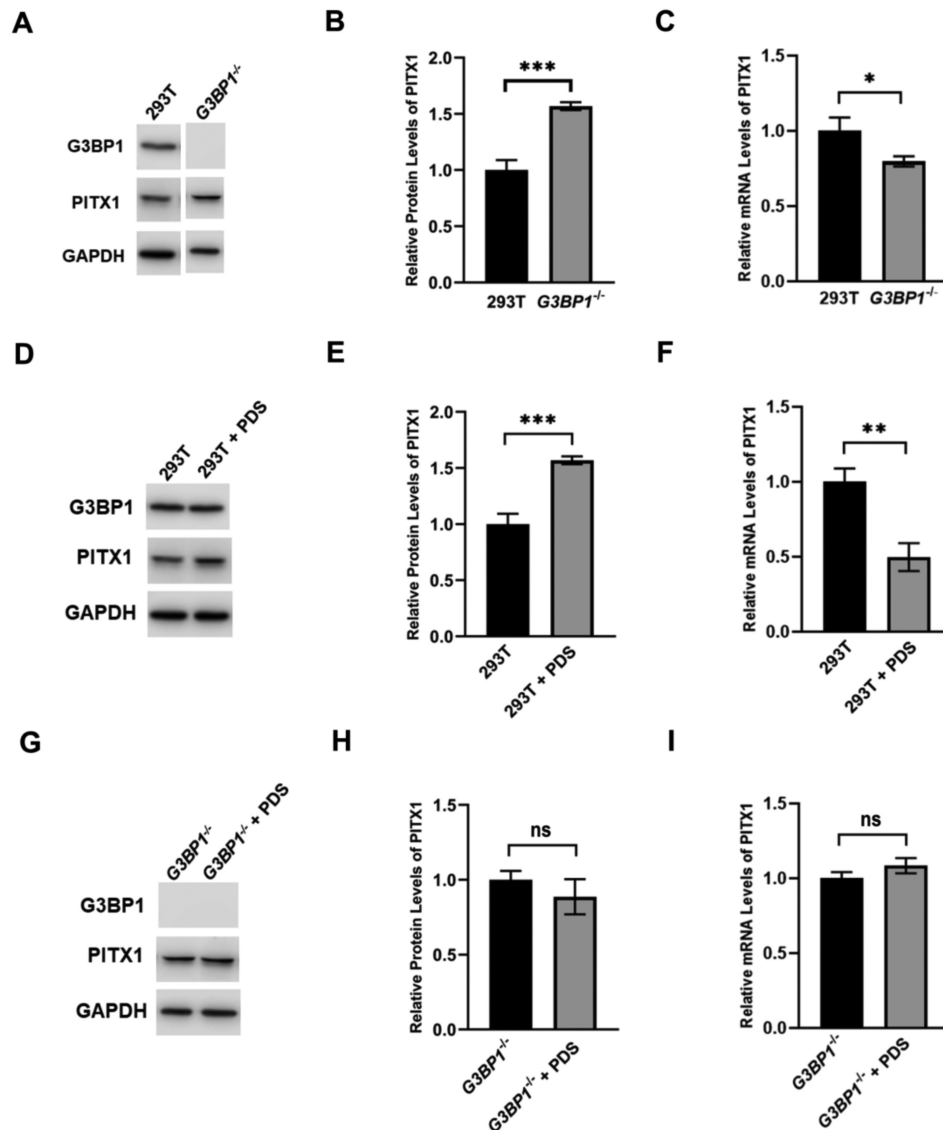 A
293T
G3BP1-/-
G3BP1
PITX1
GAPDH
B
Relative Protein Levels of PITX1
2.0
1.5
1.0
0.5
0.0
***
293T
G3BP1-/-
C
Relative mRNA Levels of PITX1
1.5
1.0
0.5
0.0
*
293T
G3BP1-/-
D
293T
293T + PDS
G3BP1
PITX1
GAPDH
E
Relative Protein Levels of PITX1
2.0
1.5
1.0
0.5
0.0
***
293T
293T + PDS
F
Relative mRNA Levels of PITX1
1.5
1.0
0.5
0.0
**
293T
293T + PDS
G
G3BP1-/-
G3BP1-/- + PDS
G3BP1
PITX1
GAPDH
H
Relative Protein Levels of PITX1
1.5
1.0
0.5
0.0
ns
G3BP1-/-
G3BP1-/- + PDS
I
Relative mRNA Levels of PITX1
1.5
1.0
0.5
0.0
ns
G3BP1-/-
G3BP1-/- + PDS